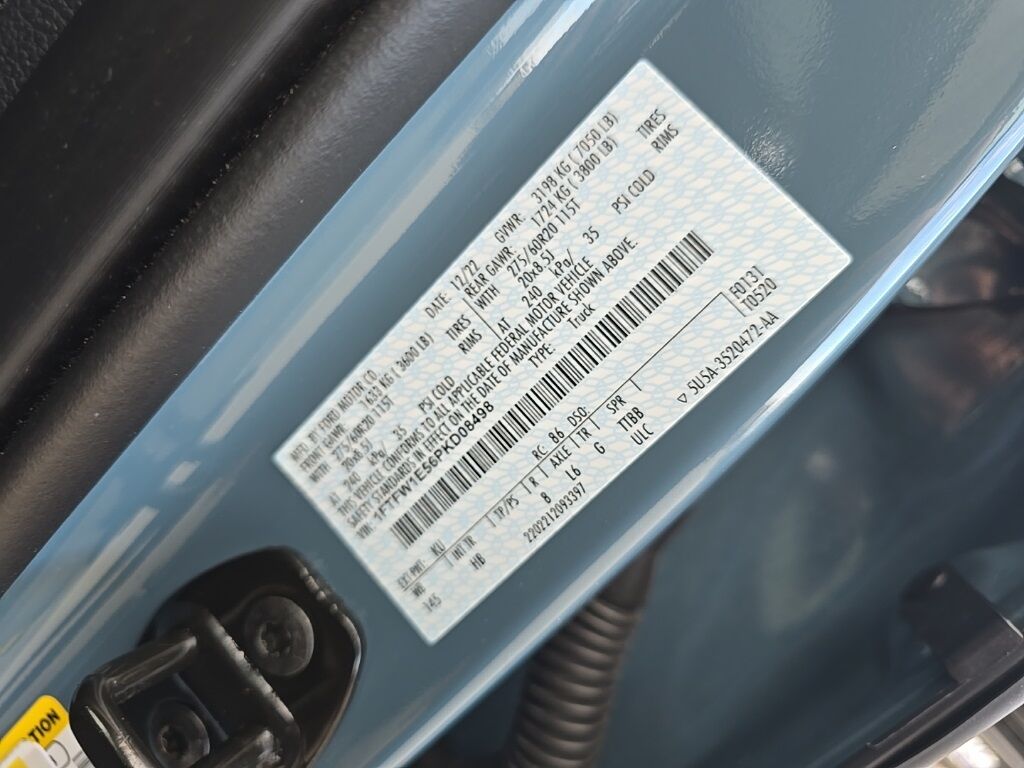 MFD. BY FORD MOTOR CO. DATE: 12/22 GVWR: 3198 KG ( 7050 LB)
FRONT GAWR: 1633 KG ( 3600 LB) REAR GAWR: 1724 KG ( 3800 LB)
275/60R20 115T TIRES WITH 275/60R20 115T TIRES
20x8.5J RIMS 20x8.5J RIMS
AT 240 kPa/ 35 PSI COLD AT 240 kPa/ 35 PSI COLD
THIS VEHICLE CONFORMS TO ALL APPLICABLE FEDERAL MOTOR VEHICLE
SAFETY STANDARDS IN EFFECT ON THE DATE OF MANUFACTURE SHOWN ABOVE.
VIN: 1FTFW1E56PKD08498 TYPE: Truck
EXT PNT: KU RC: 86 DSO: F0131
WB INT TR TP/PS R AXLE TR SPR T0520
145 HB B L6 G TIBB
ULC
2202212093397 ▽ 5U5A-3520472-AA